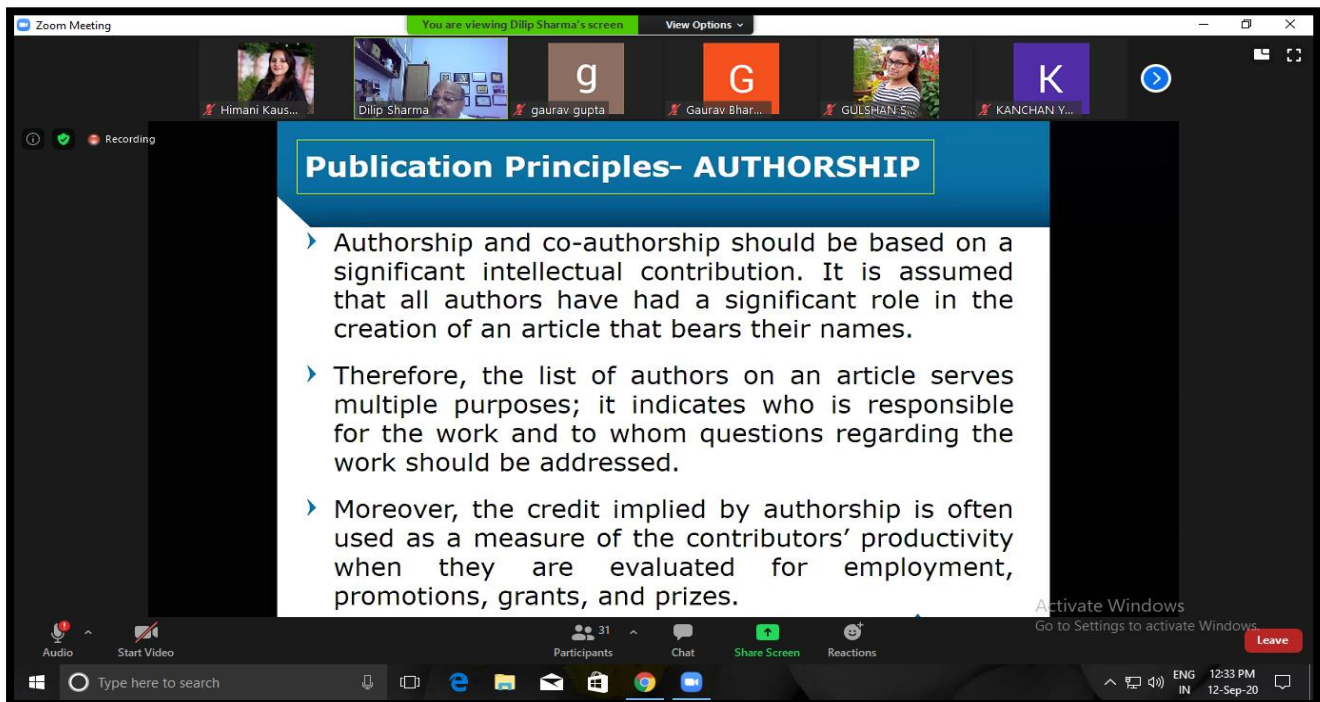 Zoom Meeting
You are viewing Dilip Sharma's screen
View Options
g
G
K
Himani Kaus...
Dilip Sharma
gaurav gupta
Gaurav Bhar...
GULSHAN S...
KANCHAN Y...
Recording
Publication Principles- AUTHORSHIP
Authorship and co-authorship should be based on a
significant intellectual contribution. It is assumed
that all authors have had a significant role in the
creation of an article that bears their names.
Therefore, the list of authors on an article serves
multiple purposes; it indicates who is responsible
for the work and to whom questions regarding the
work should be addressed.
Moreover, the credit implied by authorship is often
used as a measure of the contributors' productivity
when they are evaluated for employment,
promotions, grants, and prizes.
Activate Windows
Go to Settings to activate Windows.
Audio
Start Video
31
Participants
Chat
Share Screen
Reactions
Leave
Type here to search
ENG
IN
12:33 PM
12-Sep-20